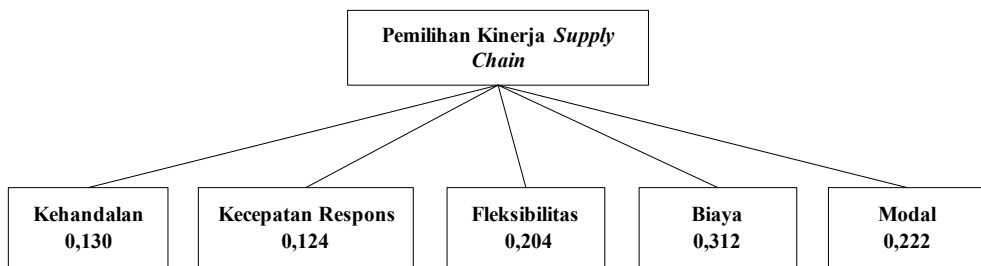 Pemilihan Kinerja Supply
Chain
Kehandalan
0,130
Kecepatan Respons
0,124
Fleksibilitas
0,204
Biaya
0,312
Modal
0,222